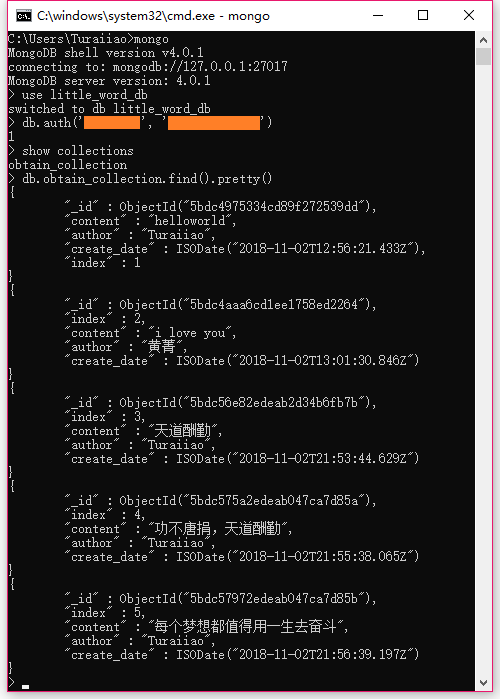 C:\windows\system32\cmd.exe - mongo
C:\Users\Turaiiao>mongo
MongoDB shell version v4.0.1
connecting to: mongodb://127.0.0.1:27017
MongoDB server version: 4.0.1
> use little_word_db
switched to db little_word_db
> db.auth('', '')
1
> show collections
obtain_collection
> db.obtain_collection.find().pretty()
{
"_id" : ObjectId("5bdc4975334cd89f272539dd"),
"content" : "helloworld",
"author" : "Turaiiao",
"create_date" : ISODate("2018-11-02T12:56:21.433Z"),
"index" : 1
}
{
"_id" : ObjectId("5bdc4aaa6cd1ee1758ed2264"),
"index" : 2,
"content" : "i love you",
"author" : "黄菁",
"create_date" : ISODate("2018-11-02T13:01:30.846Z")
}
{
"_id" : ObjectId("5bdc56e82edeab2d34b6fb7b"),
"index" : 3,
"content" : "天道酬勤",
"author" : "Turaiiao",
"create_date" : ISODate("2018-11-02T21:53:44.629Z")
}
{
"_id" : ObjectId("5bdc575a2edeab047ca7d85a"),
"index" : 4,
"content" : "功不唐捐，天道酬勤",
"author" : "Turaiiao",
"create_date" : ISODate("2018-11-02T21:55:38.065Z")
}
{
"_id" : ObjectId("5bdc57972edeab047ca7d85b"),
"index" : 5,
"content" : "每个梦想都值得用一生去奋斗",
"author" : "Turaiiao",
"create_date" : ISODate("2018-11-02T21:56:39.197Z")
}
>